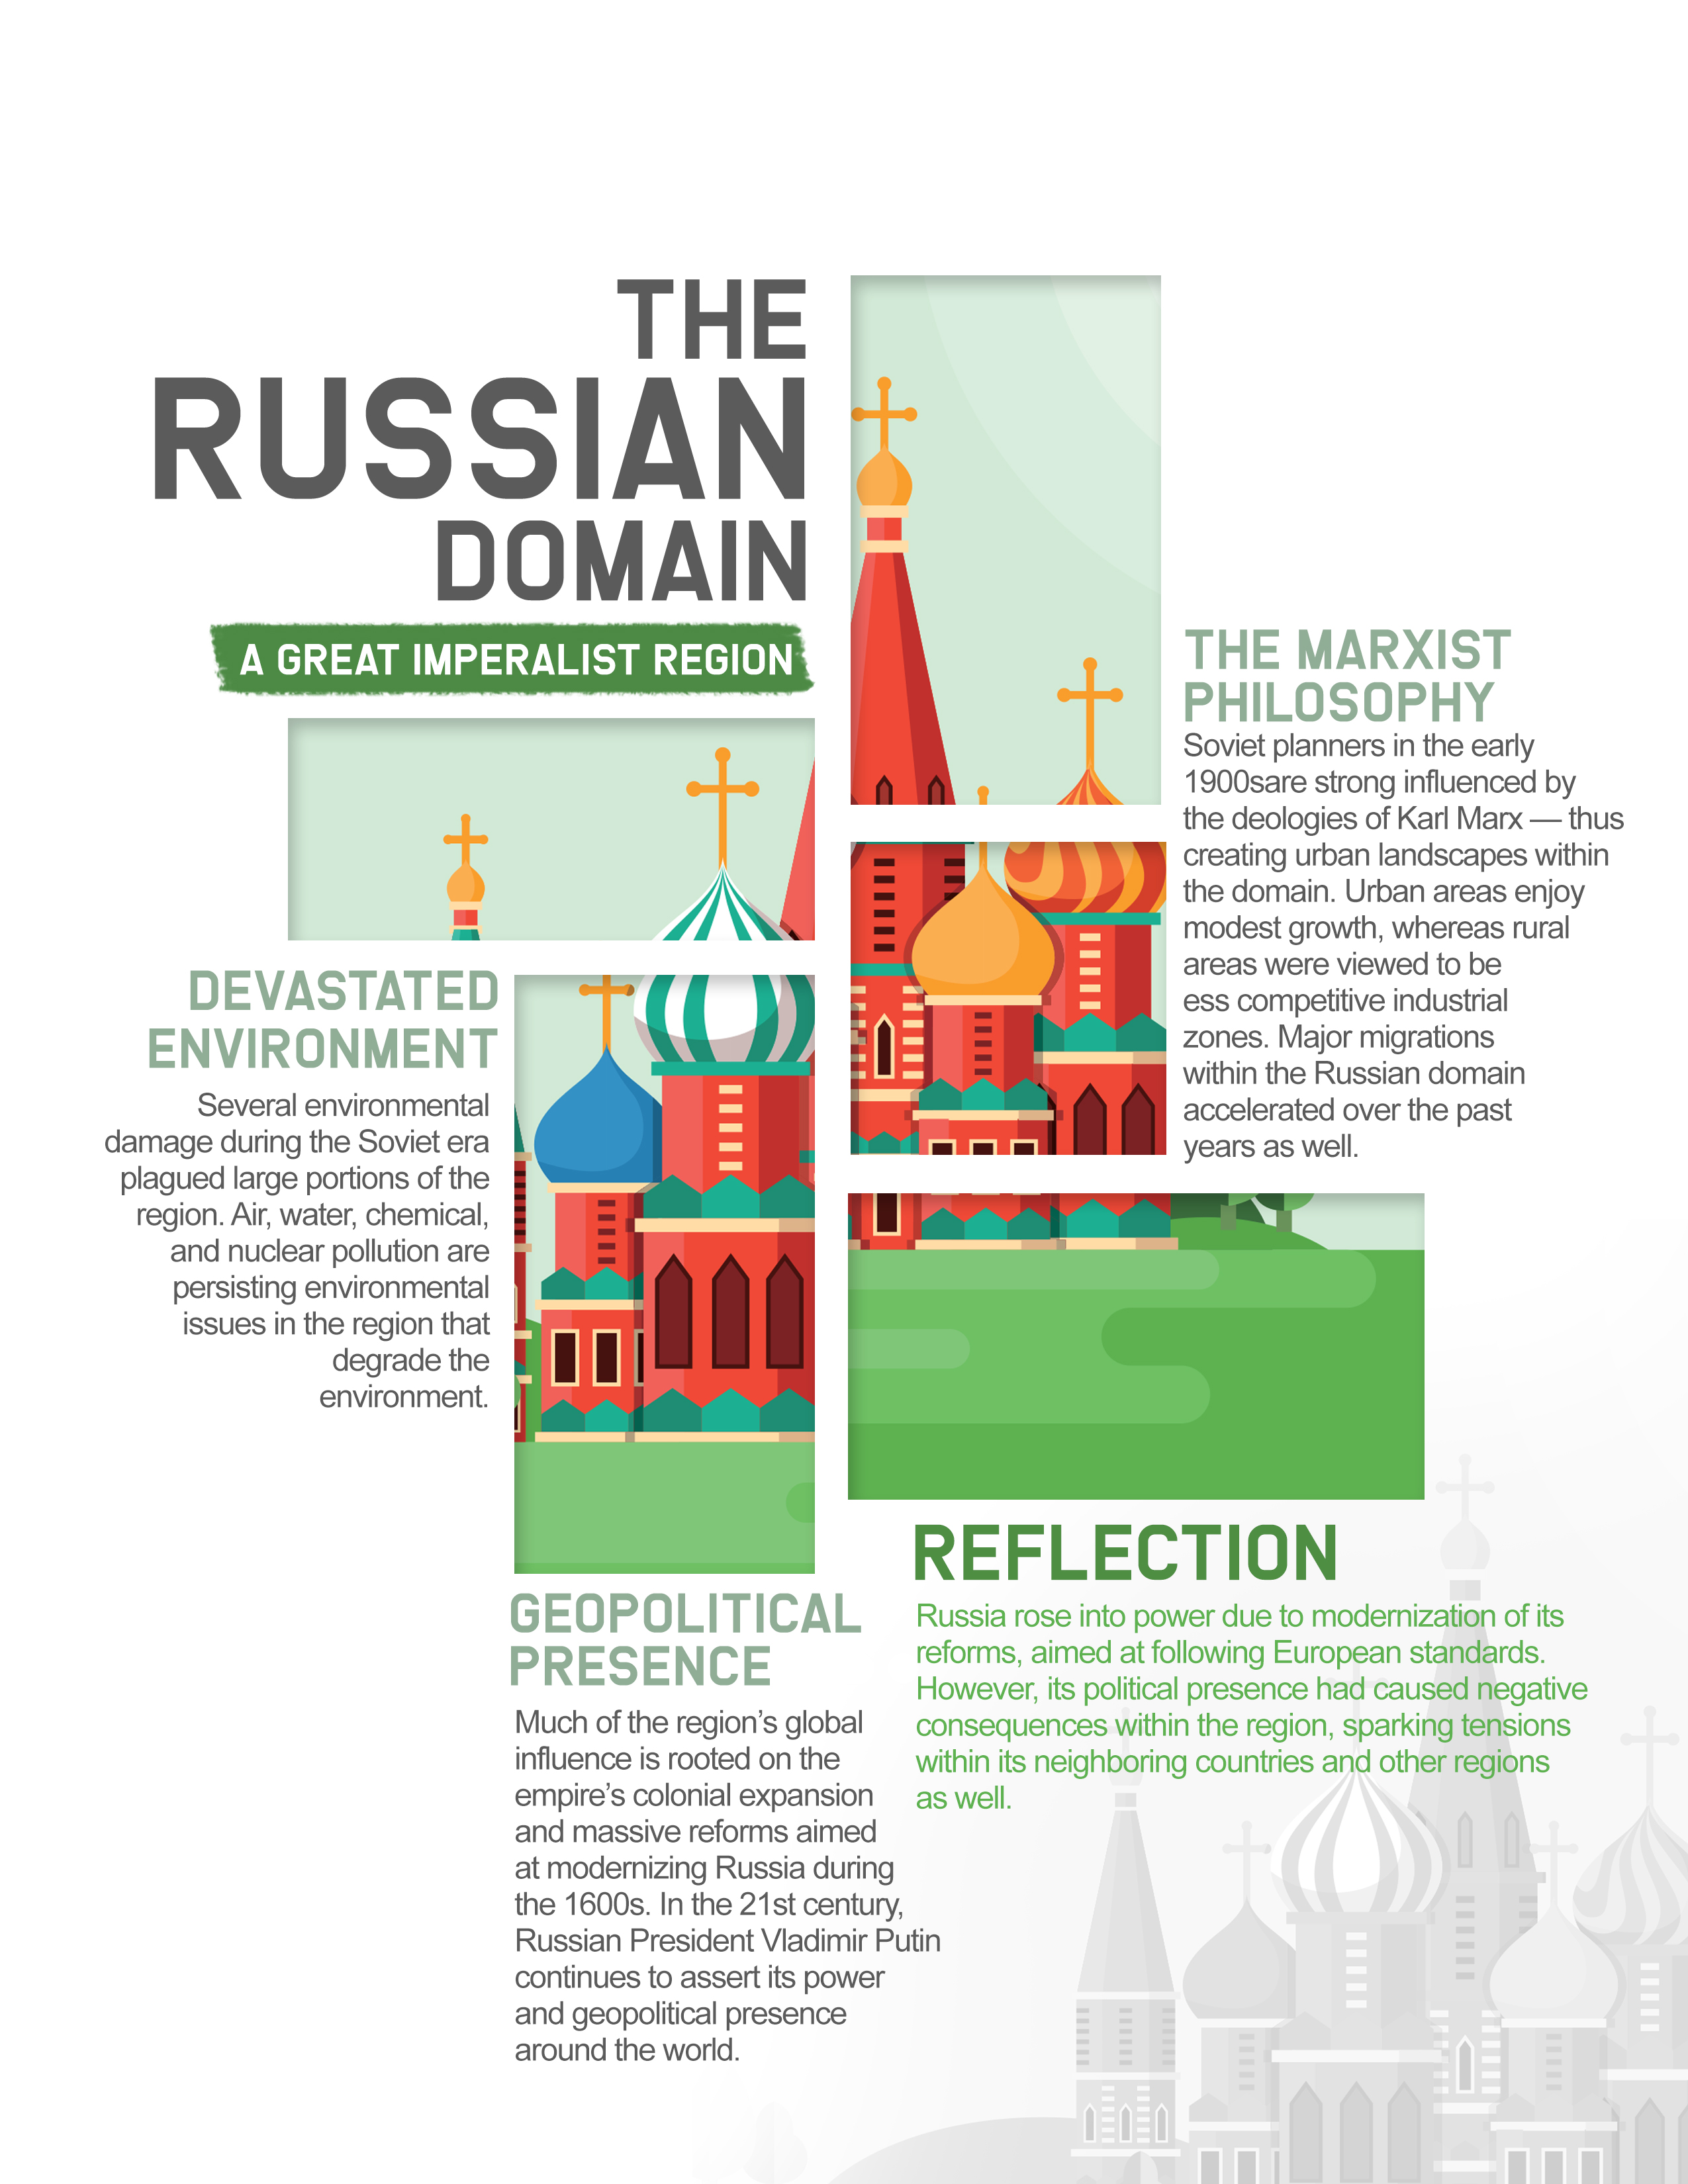 THE
RUSSIAN
DOMAIN
A GREAT IMPERALIST REGION
THE MARXIST
PHILOSOPHY
Soviet planners in the early
1900sare strong influenced by
the deologies of Karl Marx — thus
creating urban landscapes within
the domain. Urban areas enjoy
modest growth, whereas rural
areas were viewed to be
ess competitive industrial
zones. Major migrations
within the Russian domain
accelerated over the past
years as well.
DEVASTATED
ENVIRONMENT
Several environmental
damage during the Soviet era
plagued large portions of the
region. Air, water, chemical,
and nuclear pollution are
persisting environmental
issues in the region that
degrade the
environment.
GEOPOLITICAL
PRESENCE
Much of the region’s global
influence is rooted on the
empire’s colonial expansion
and massive reforms aimed
at modernizing Russia during
the 1600s. In the 21st century,
Russian President Vladimir Putin
continues to assert its power
and geopolitical presence
around the world.
REFLECTION
Russia rose into power due to modernization of its
reforms, aimed at following European standards.
However, its political presence had caused negative
consequences within the region, sparking tensions
within its neighboring countries and other regions
as well.